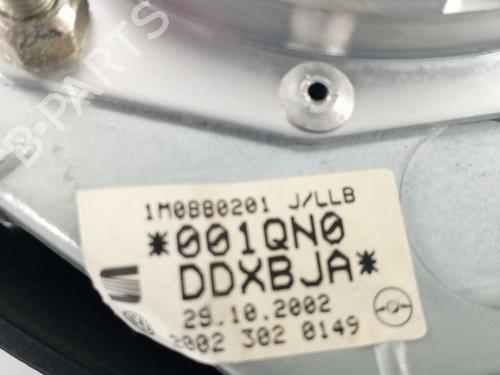 B-PARTS
1M0880201 J/LLB
*001QN0
DDXBJA*
29.10.2002
2002 302 0149